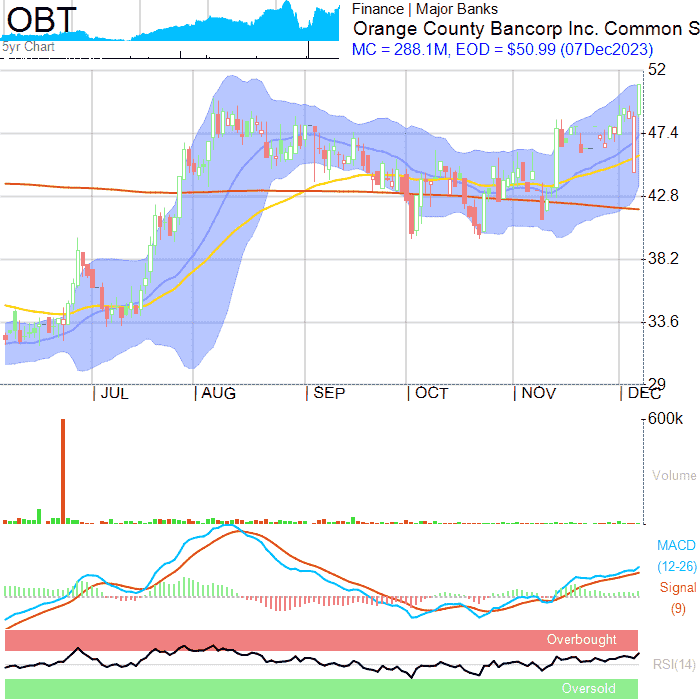 OBT
5yr Chart
Finance | Major Banks
Orange County Bancorp Inc. Common S
MC = 288.1M, EOD = $50.99 (07Dec2023)
52
47.4
42.8
38.2
33.6
29
JUL AUG SEP OCT NOV DEC
600k
Volume
MACD
(12-26)
Signal
(9)
Overbought
RSI(14)
Oversold